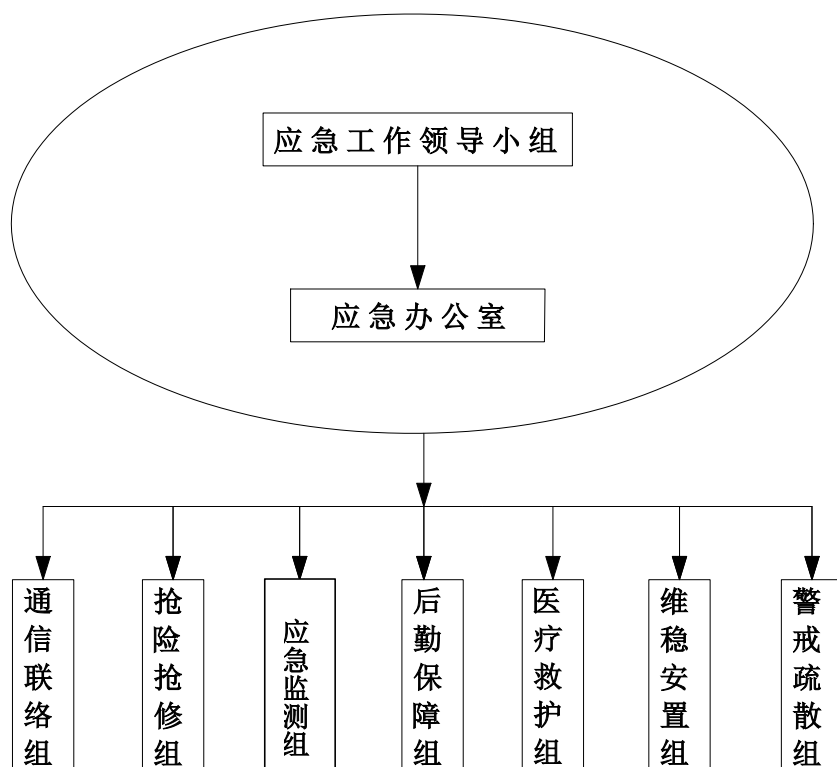 应急工作领导小组
应急办公室
通信联络组
抢险抢修组
应急监测组
后勤保障组
医疗救护组
维稳安置组
警戒疏散组